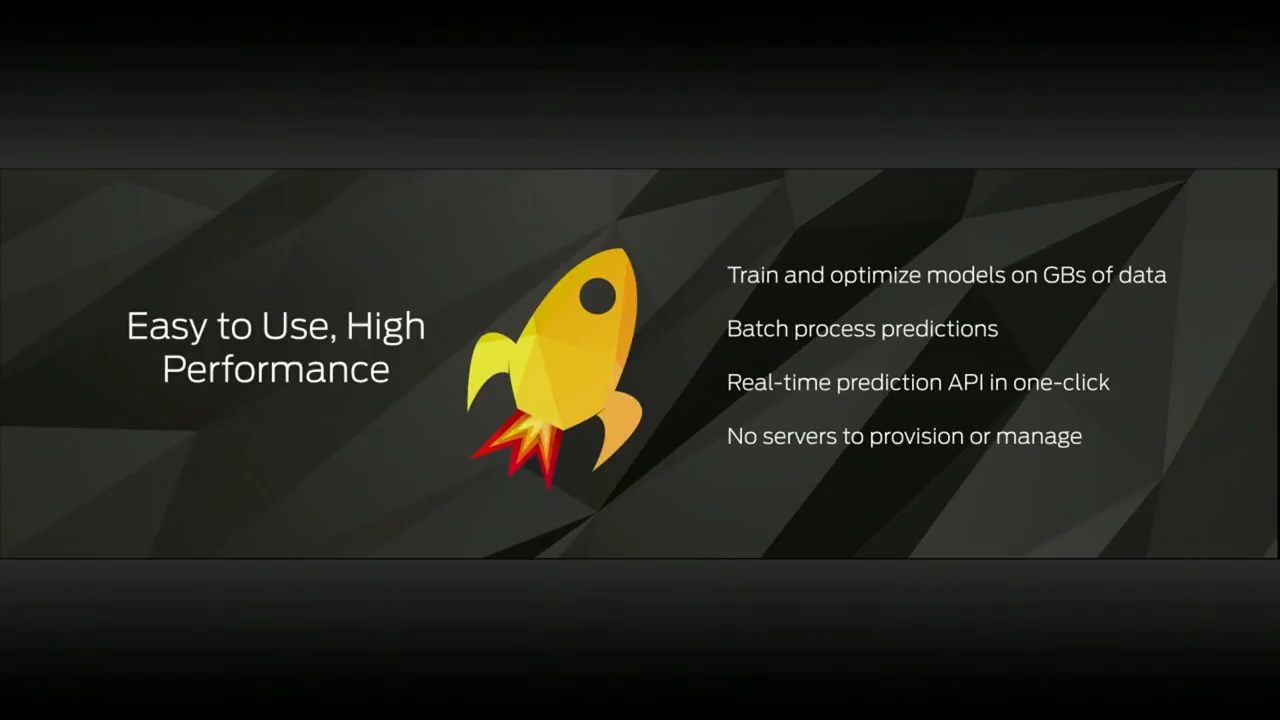 Easy to Use, High
Performance
Train and optimize models on GBs of data
Batch process predictions
Real-time prediction API in one-click
No servers to provision or manage